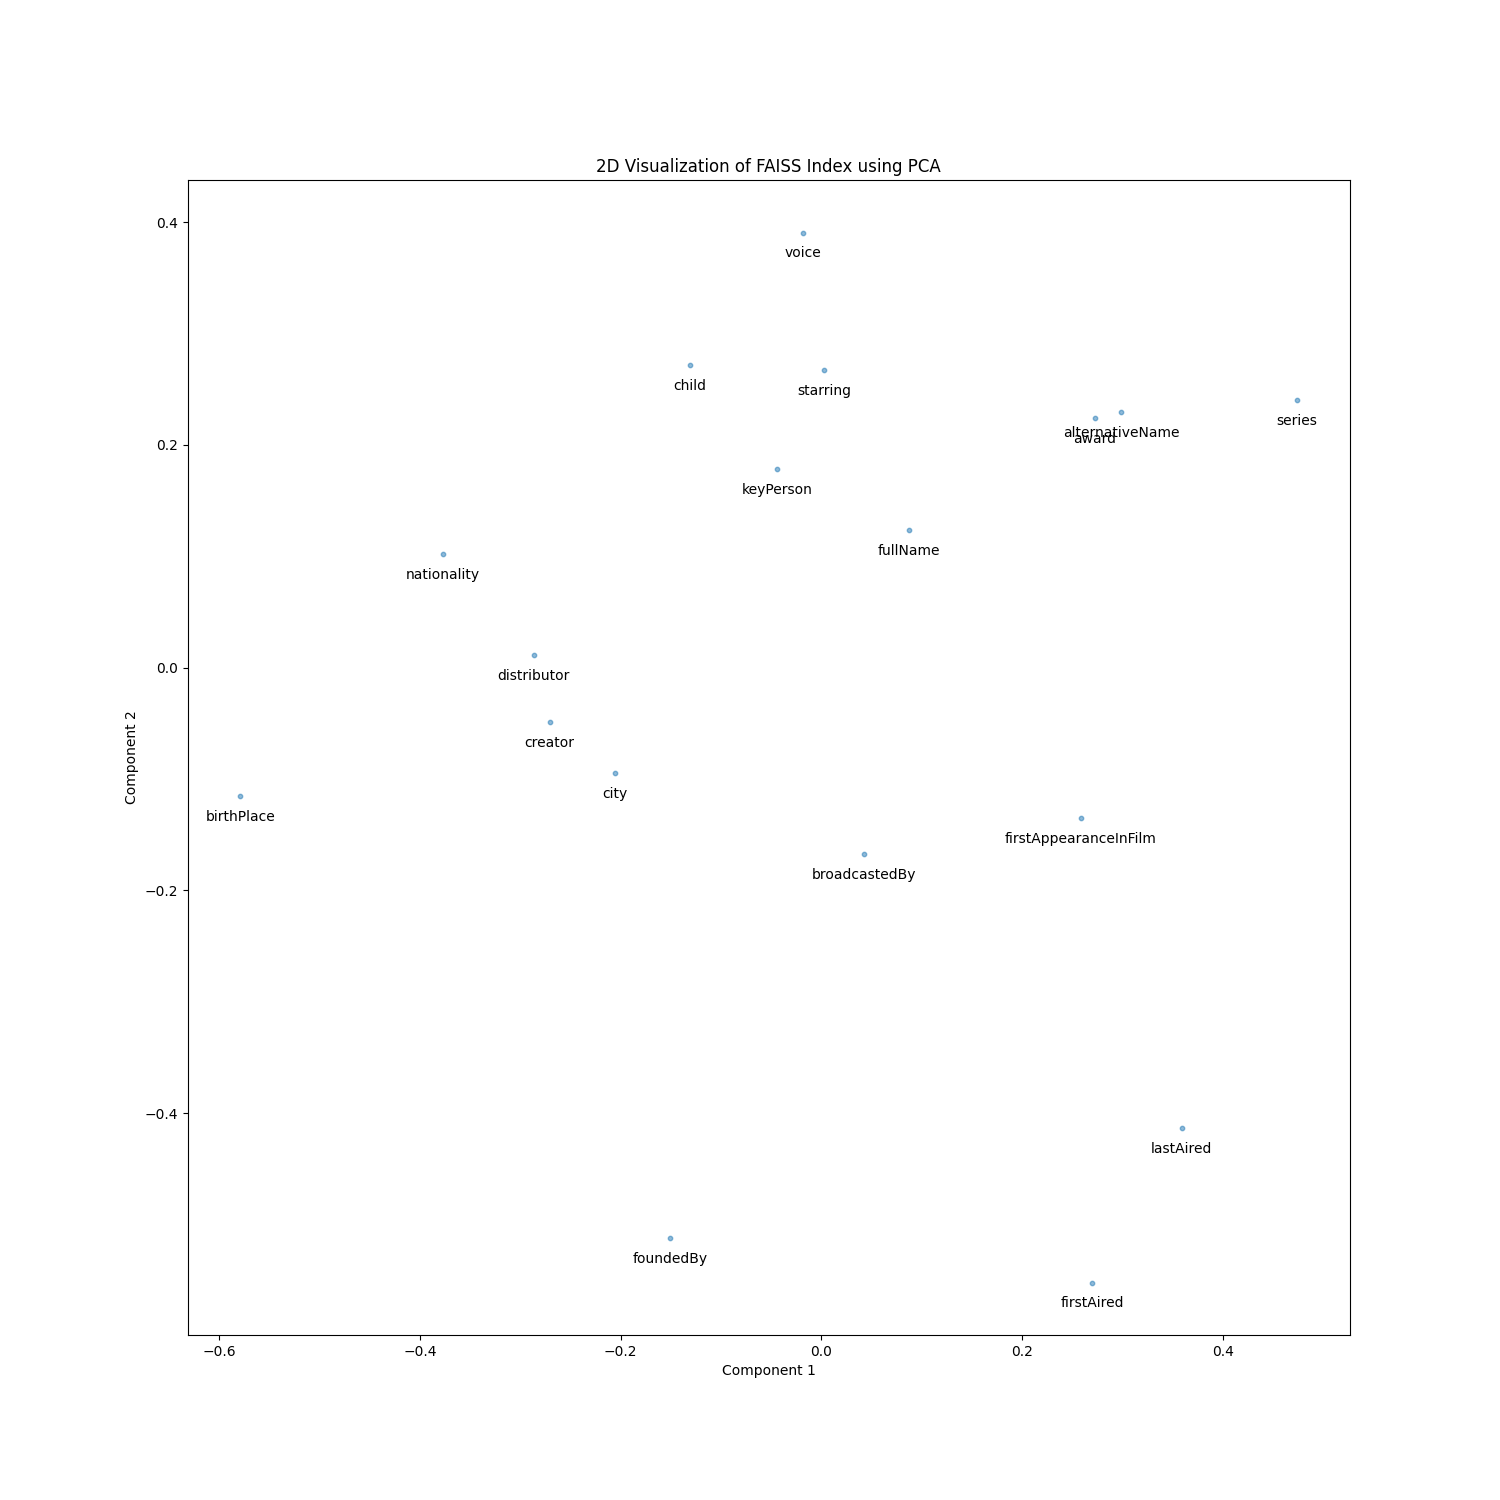 2D Visualization of FAISS Index using PCA
0.4
voice
child
starring
series
alternativeName
award
0.2
keyPerson
fullName
nationality
0.0
distributor
creator
Component 2
city
birthPlace
firstAppearanceInFilm
broadcastedBy
−0.2
−0.4
lastAired
foundedBy
firstAired
−0.6
−0.4
−0.2
0.0
0.2
0.4
Component 1